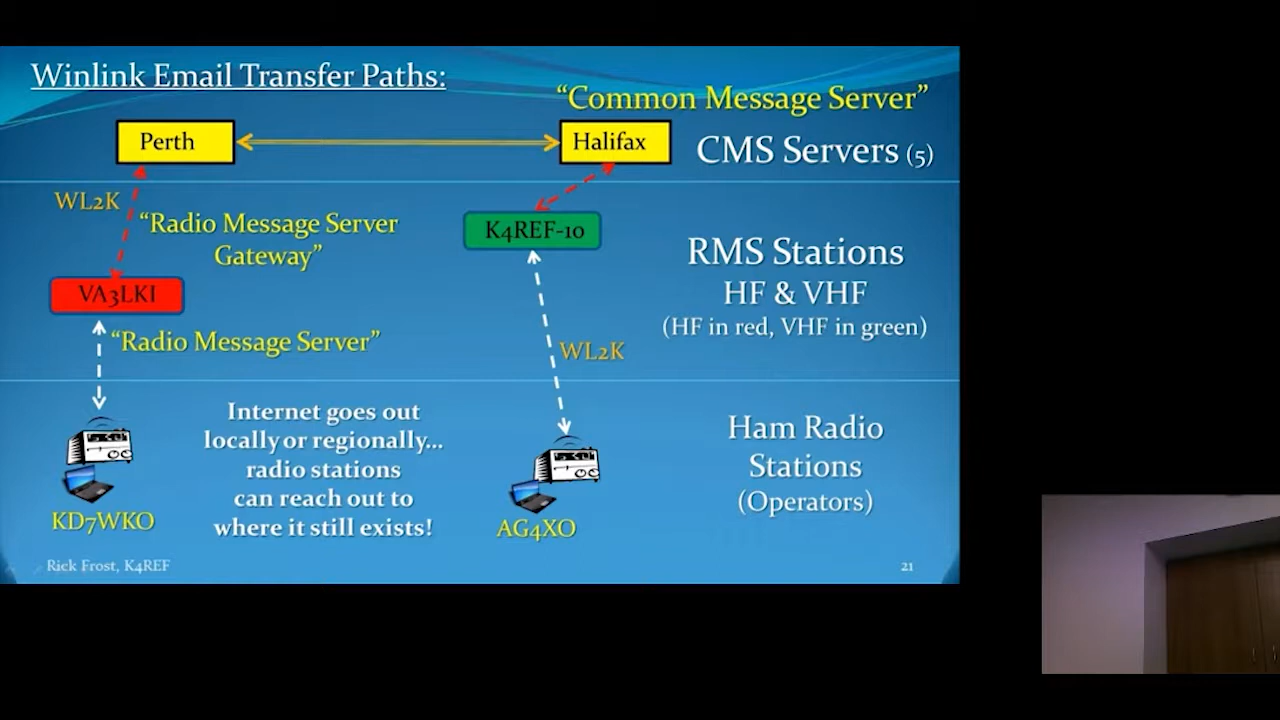 Winlink Email Transfer Paths:
“Common Message Server”
Perth
Halifax
CMS Servers (5)
WL2K
“Radio Message Server
Gateway”
K4REF-10
RMS Stations
HF & VHF
(HF in red, VHF in green)
VA3LKI
“Radio Message Server”
WL2K
Internet goes out
locally or regionally...
radio stations
can reach out to
where it still exists!
Ham Radio
Stations
(Operators)
KD7WKO
AG4XO
Rick Frost, K4REF
21